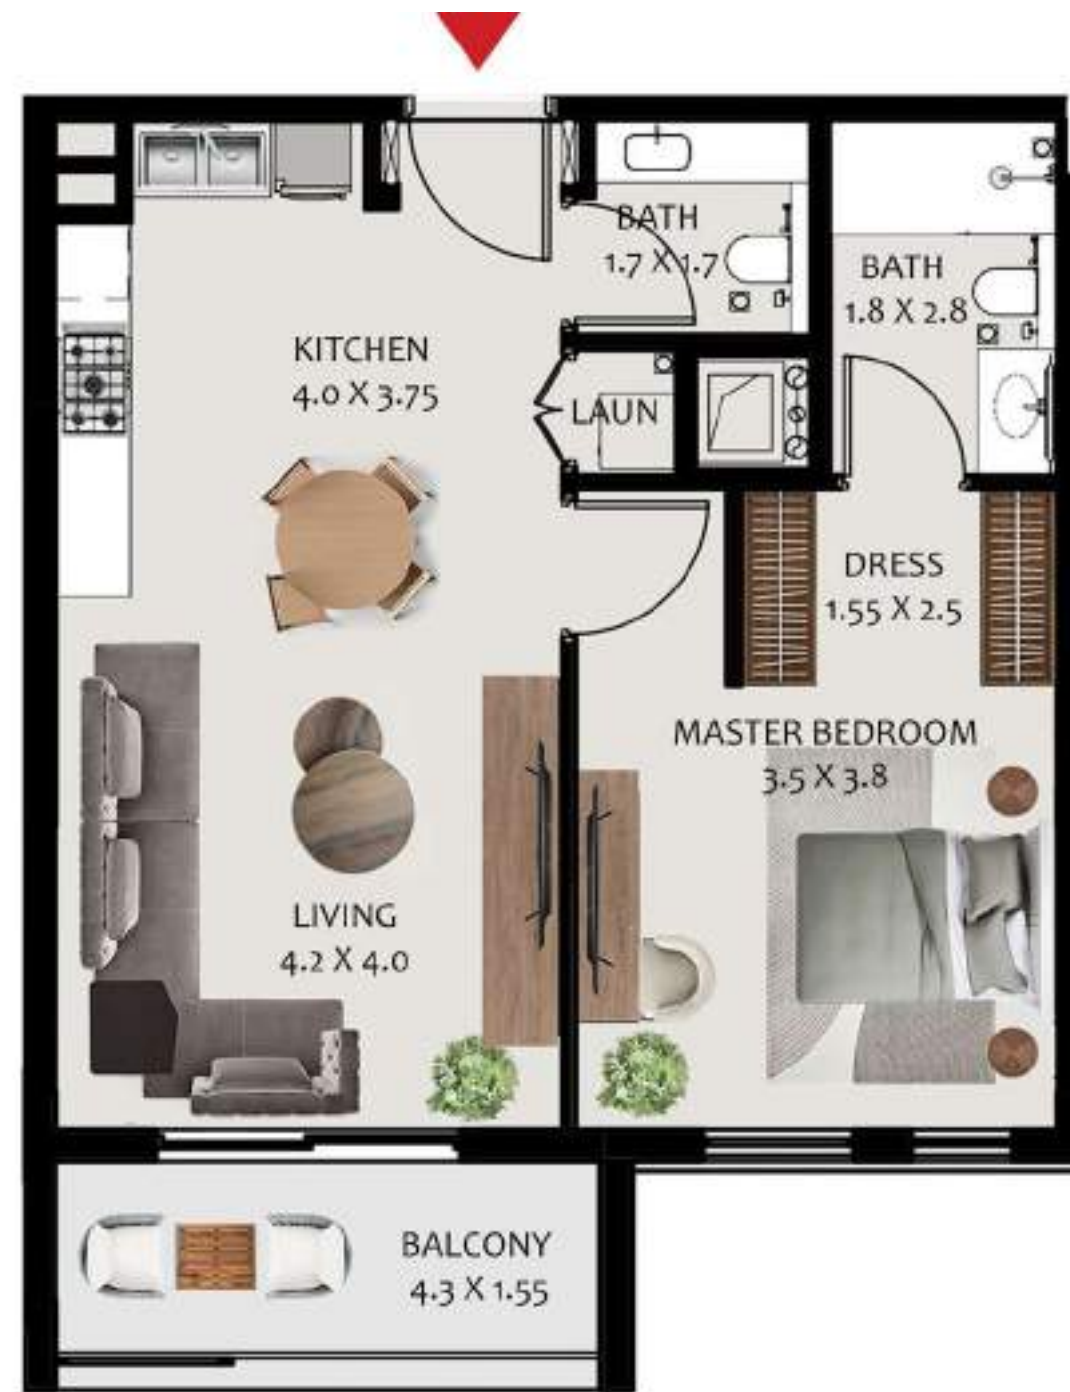 BATH
1.7 X 1.7
BATH
1.8 X 2.8
KITCHEN
4.0 X 3.75
LAUN
DRESS
1.55 X 2.5
MASTER BEDROOM
3.5 X 3.8
LIVING
4.2 X 4.0
BALCONY
4.3 X 1.55